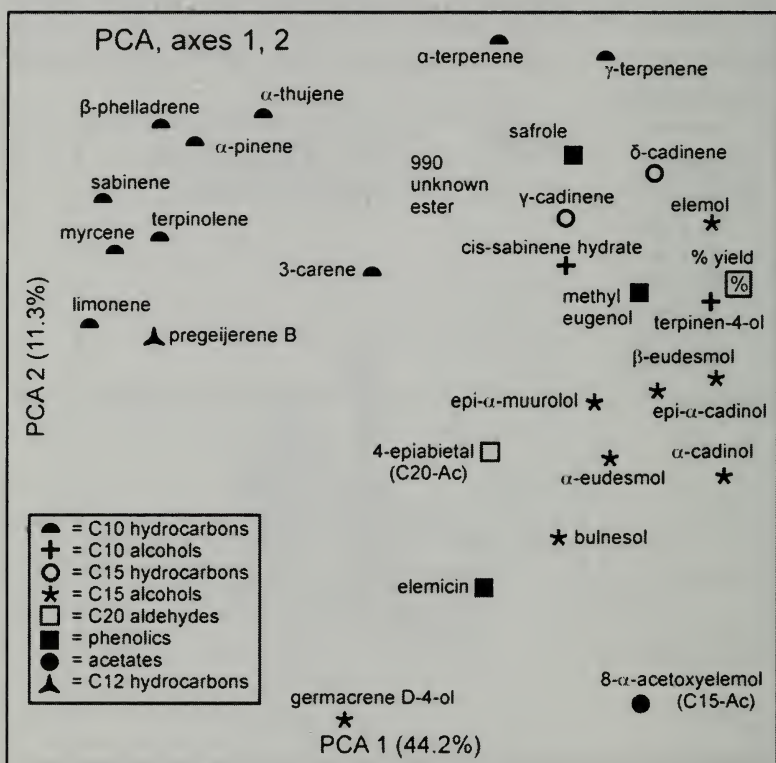 PCA, axes 1, 2
α-terpenene
γ-terpenene
α-thujene
β-phelladrene
α-pinene
safrole
δ-cadinene
990
unknown
ester
γ-cadinene
elemol
sabinene
terpinolene
myrcene
cis-sabinene hydrate
% yield
%
3-carene
methyl
eugenol
terpinen-4-ol
limonene
pregeijerene B
β-eudesmol
PCA 2 (11.3%)
epi-α-muurolol
epi-α-cadinol
4-epiabietal
(C20-Ac)
α-cadinol
α-eudesmol
bulnesol
= C10 hydrocarbons
= C10 alcohols
= C15 hydrocarbons
= C15 alcohols
= C20 aldehydes
= phenolics
= acetates
= C12 hydrocarbons
elemicin
germacrene D-4-ol
8-α-acetoxyelemol
(C15-Ac)
PCA 1 (44.2%)